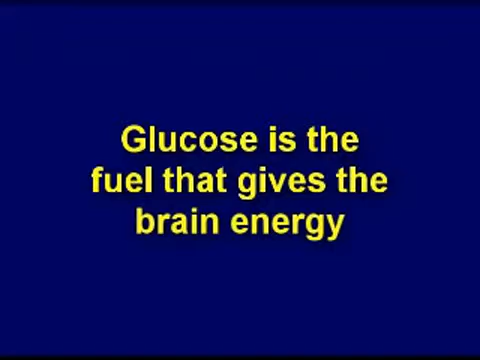 Glucose is the
fuel that gives the
brain energy